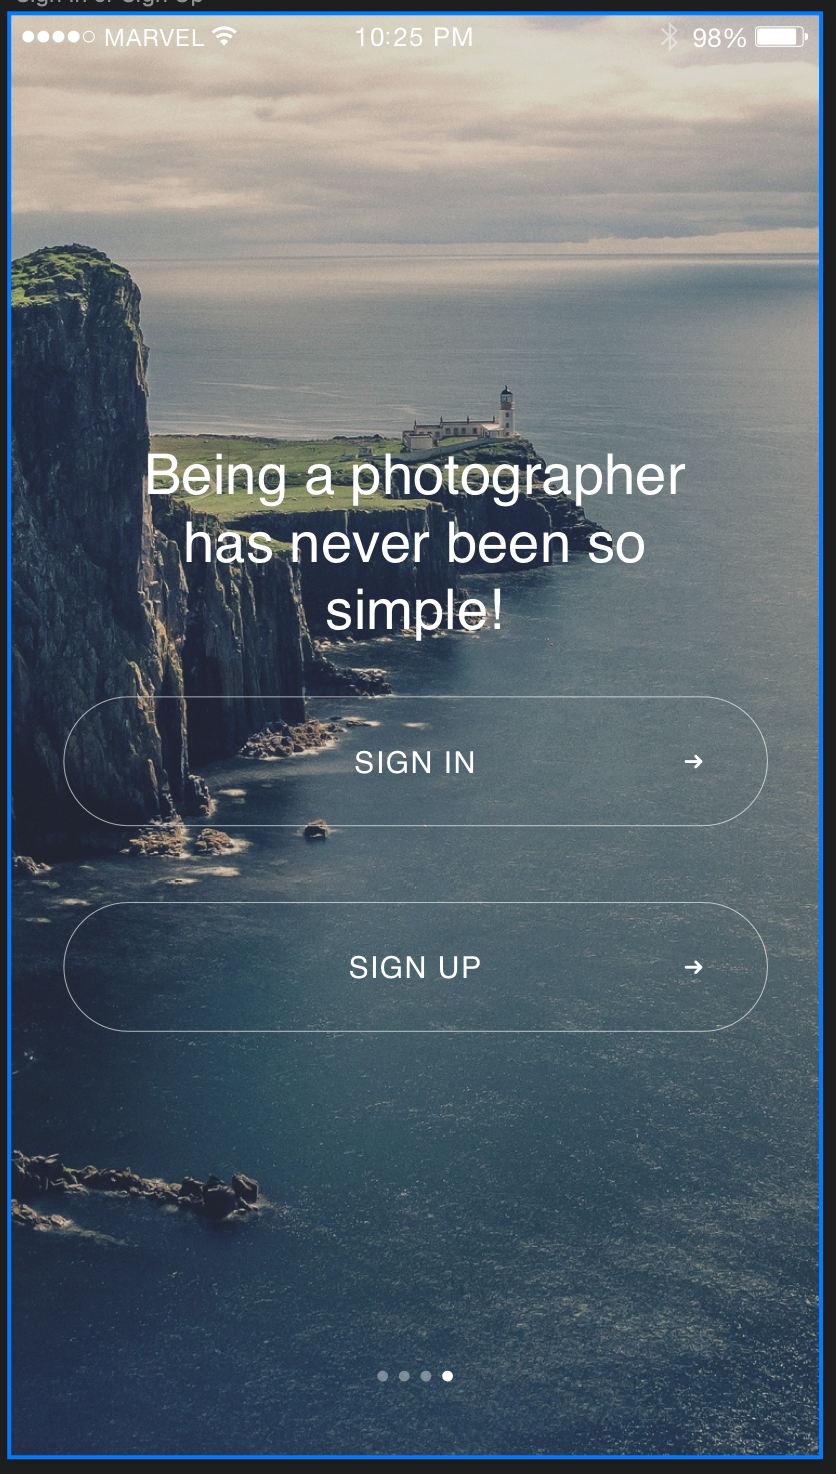 Sign In or Sign Up
MARVEL 10:25 PM 98%
Being a photographer
has never been so
simple!
SIGN IN →
SIGN UP →